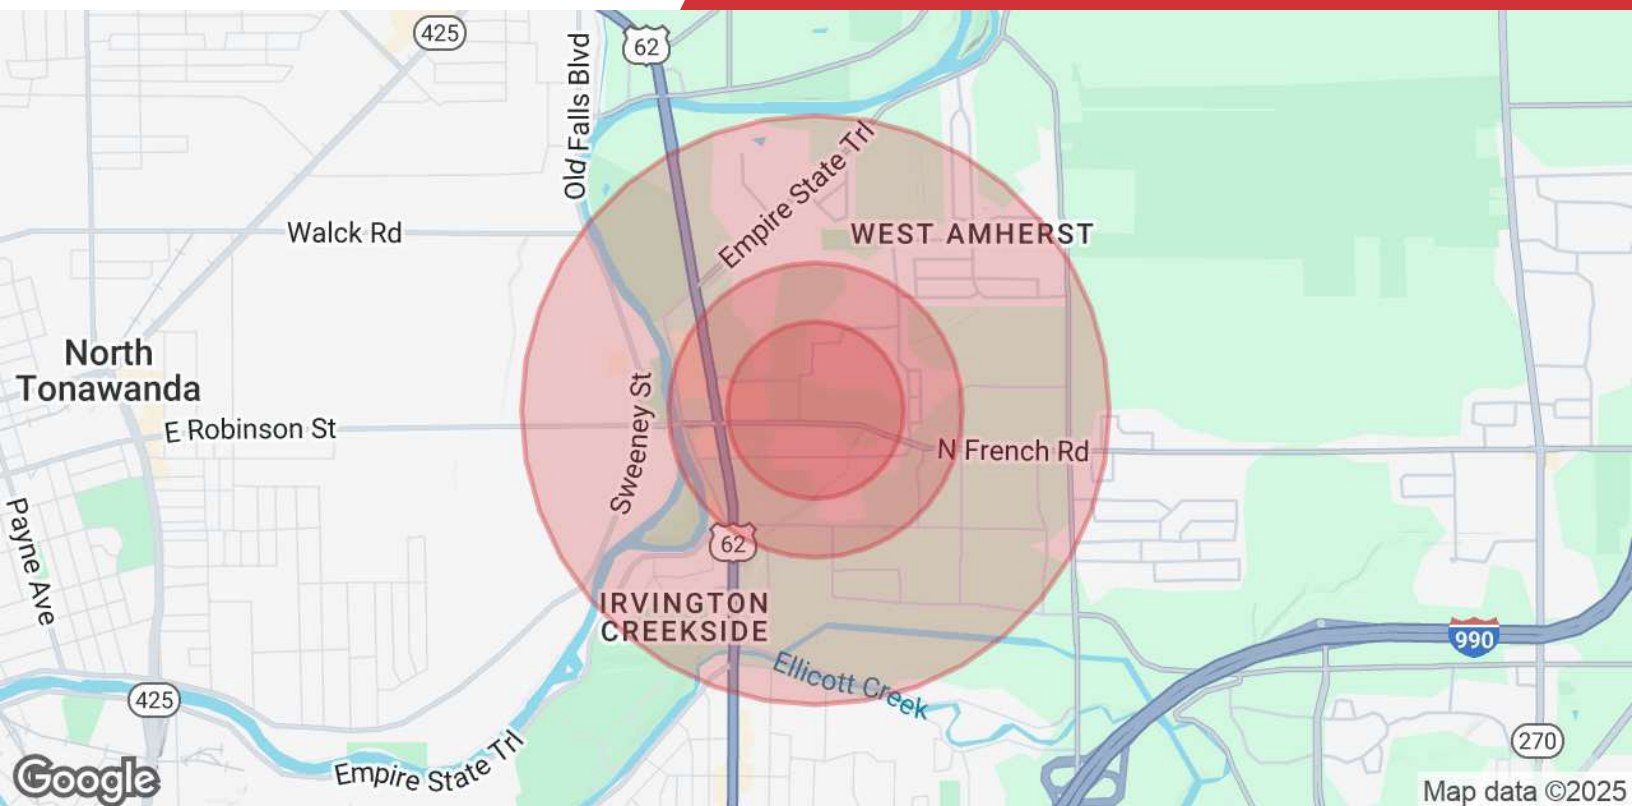 425
62
Old Falls Blvd
Empire State Trl
Walck Rd
WEST AMHERST
North
Tonawanda
E Robinson St
Sweeney St
N French Rd
Payne Ave
62
IRVINGTON
CREEKSIDE
990
Ellicott Creek
425
270
Empire State Trl
Google
Map data ©2025